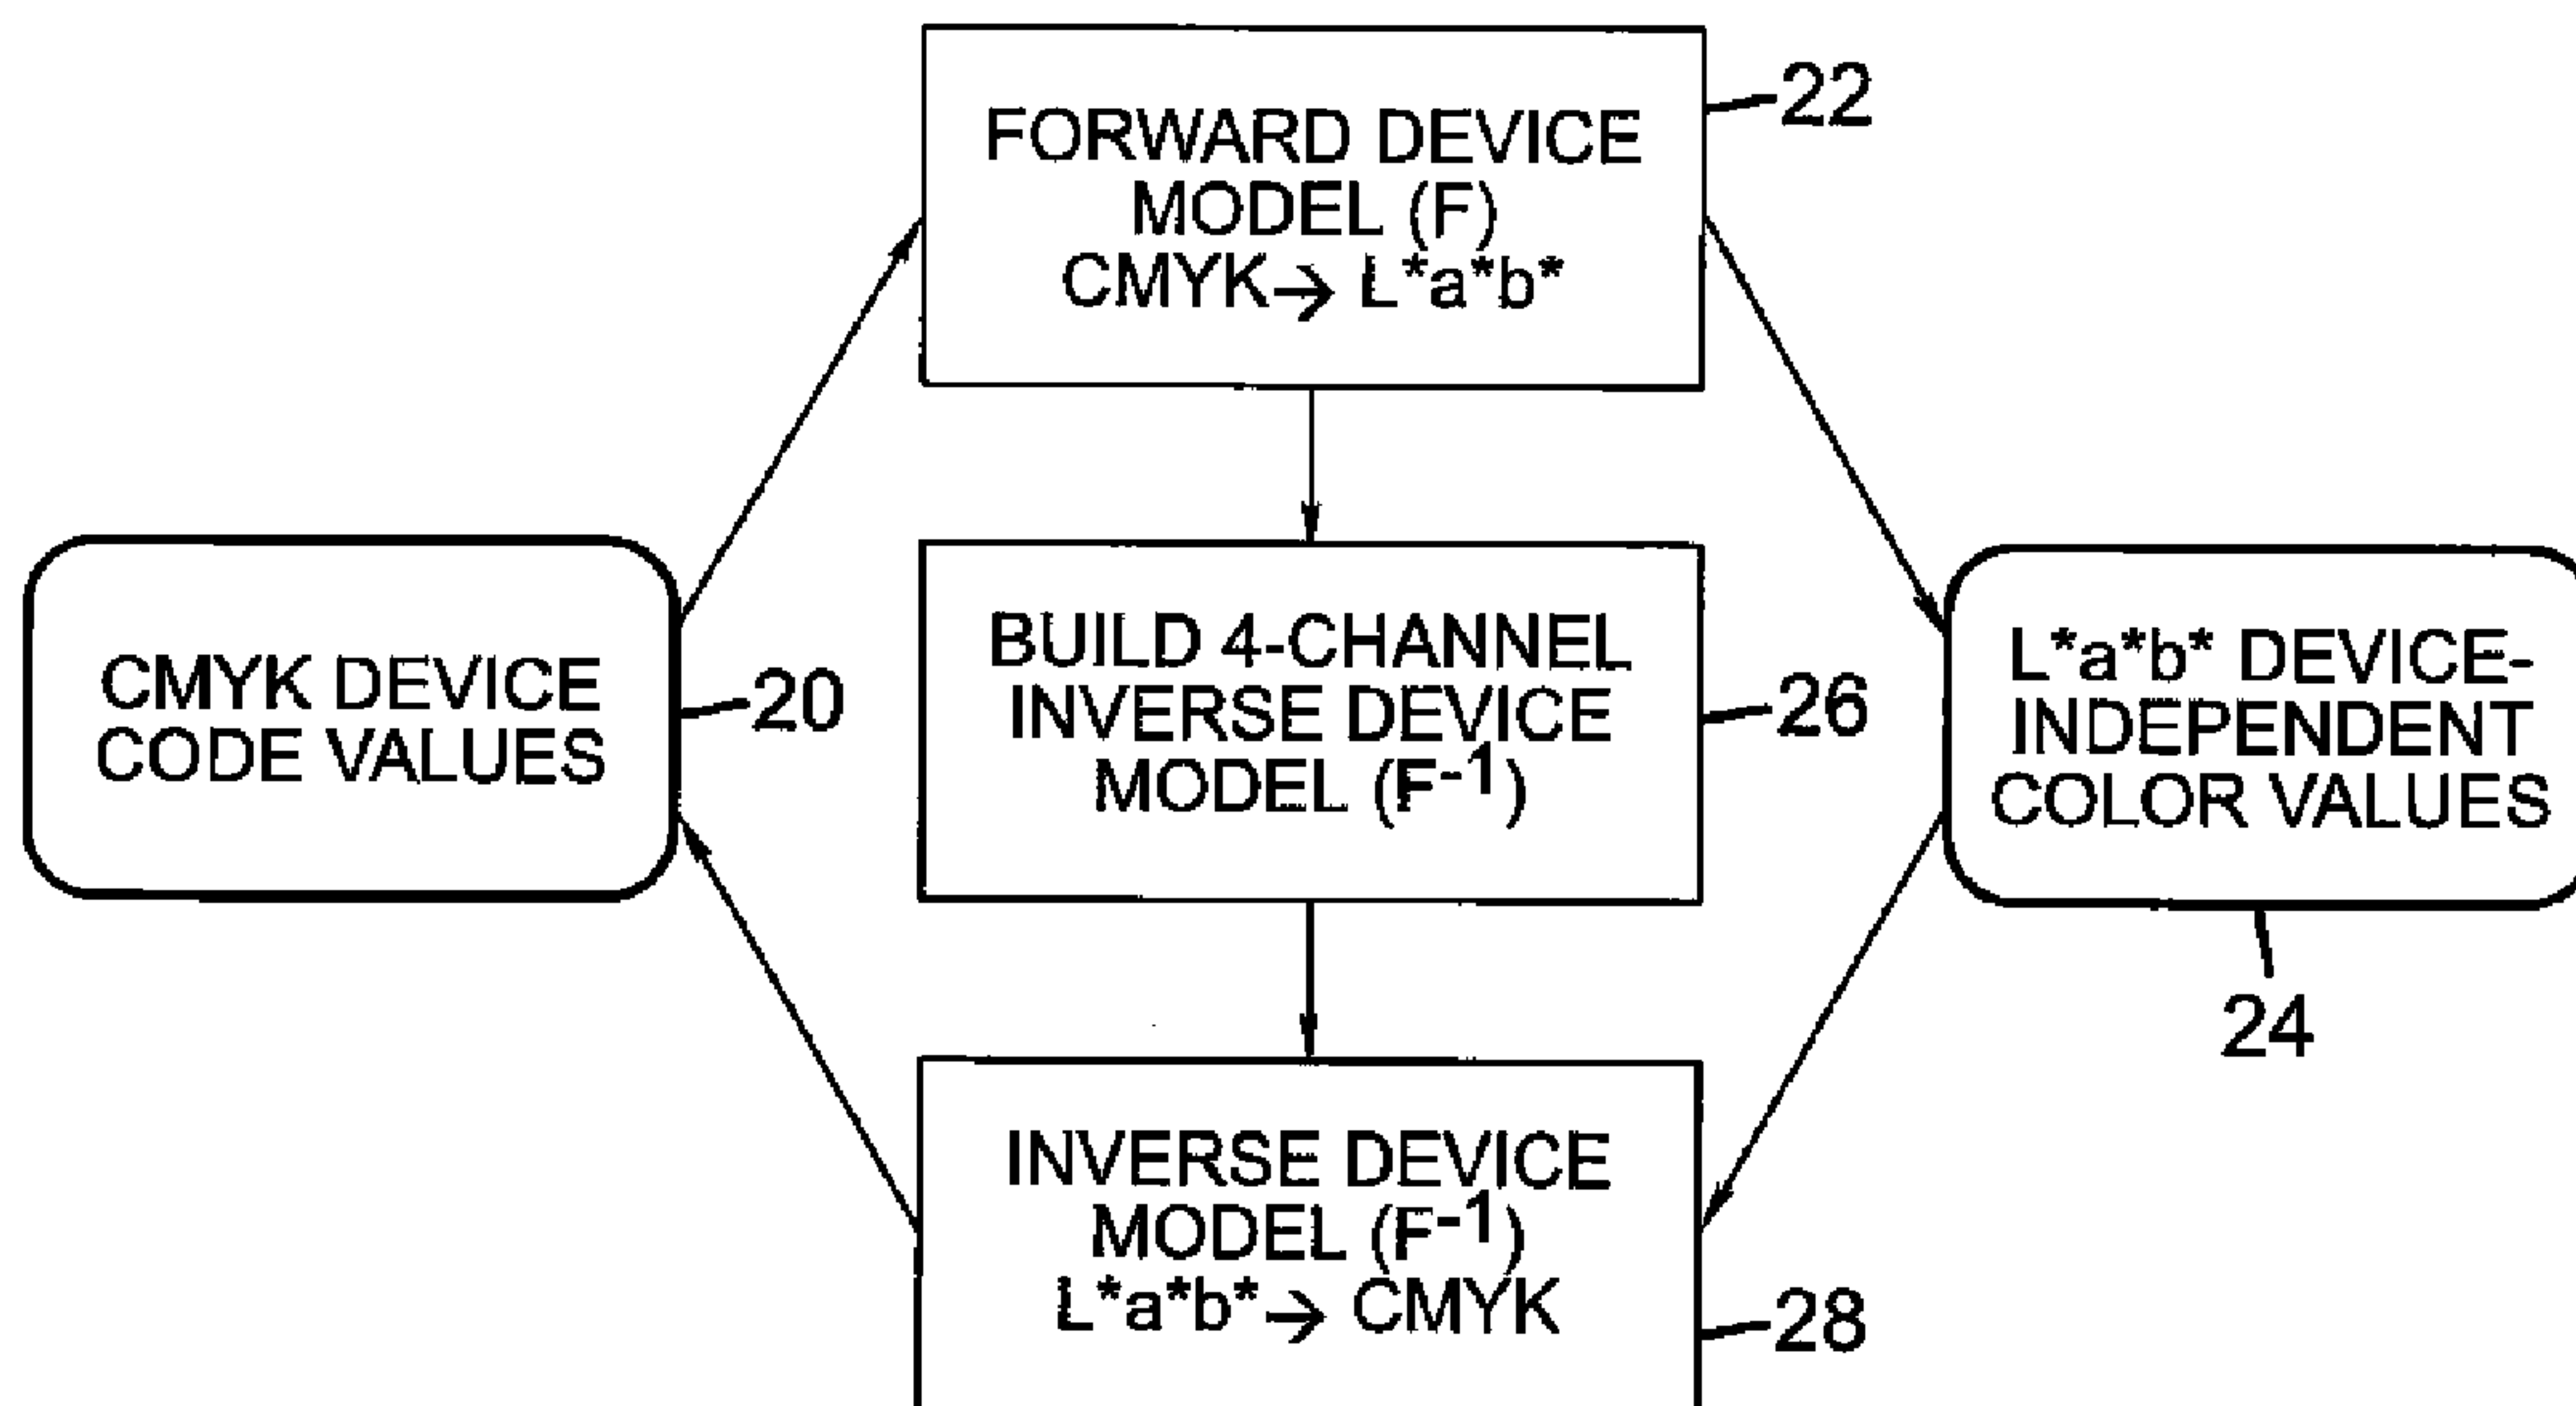 FORWARD DEVICE
MODEL (F)
CMYK→ L*a*b*
22
CMYK DEVICE
CODE VALUES
20
BUILD 4-CHANNEL
INVERSE DEVICE
MODEL (F-1)
26
L*a*b* DEVICE-
INDEPENDENT
COLOR VALUES
24
INVERSE DEVICE
MODEL (F-1)
L*a*b*→ CMYK
28